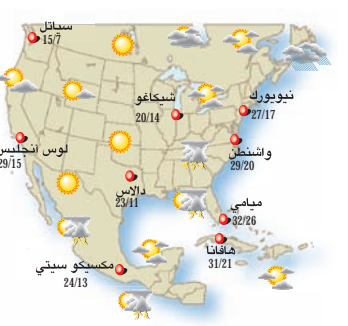 سياتل
15/7
شيكاغو
20/14
نيويورك
27/17
لوس انجليس
29/15
واشنطن
29/20
دالاس
23/11
ميامي
32/26
هافانا
31/21
مكسيكو سيتي
24/13